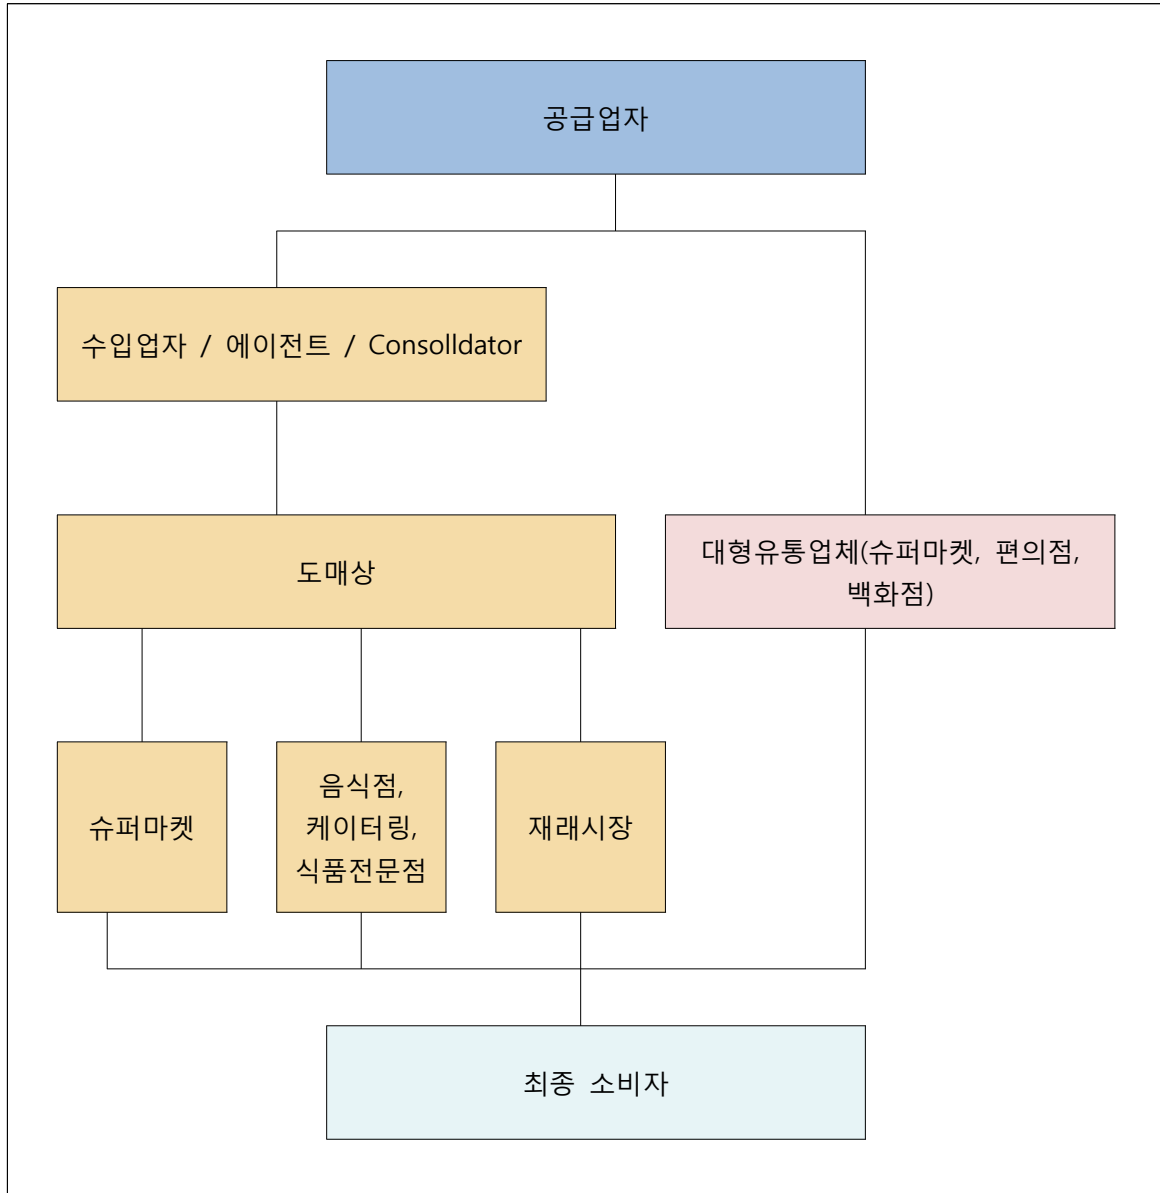 공급업자
수입업자 / 에이전트 / Consolldator
도매상
대형유통업체(슈퍼마켓, 편의점,
백화점)
슈퍼마켓
음식점,
케이터링,
식품전문점
재래시장
최종 소비자